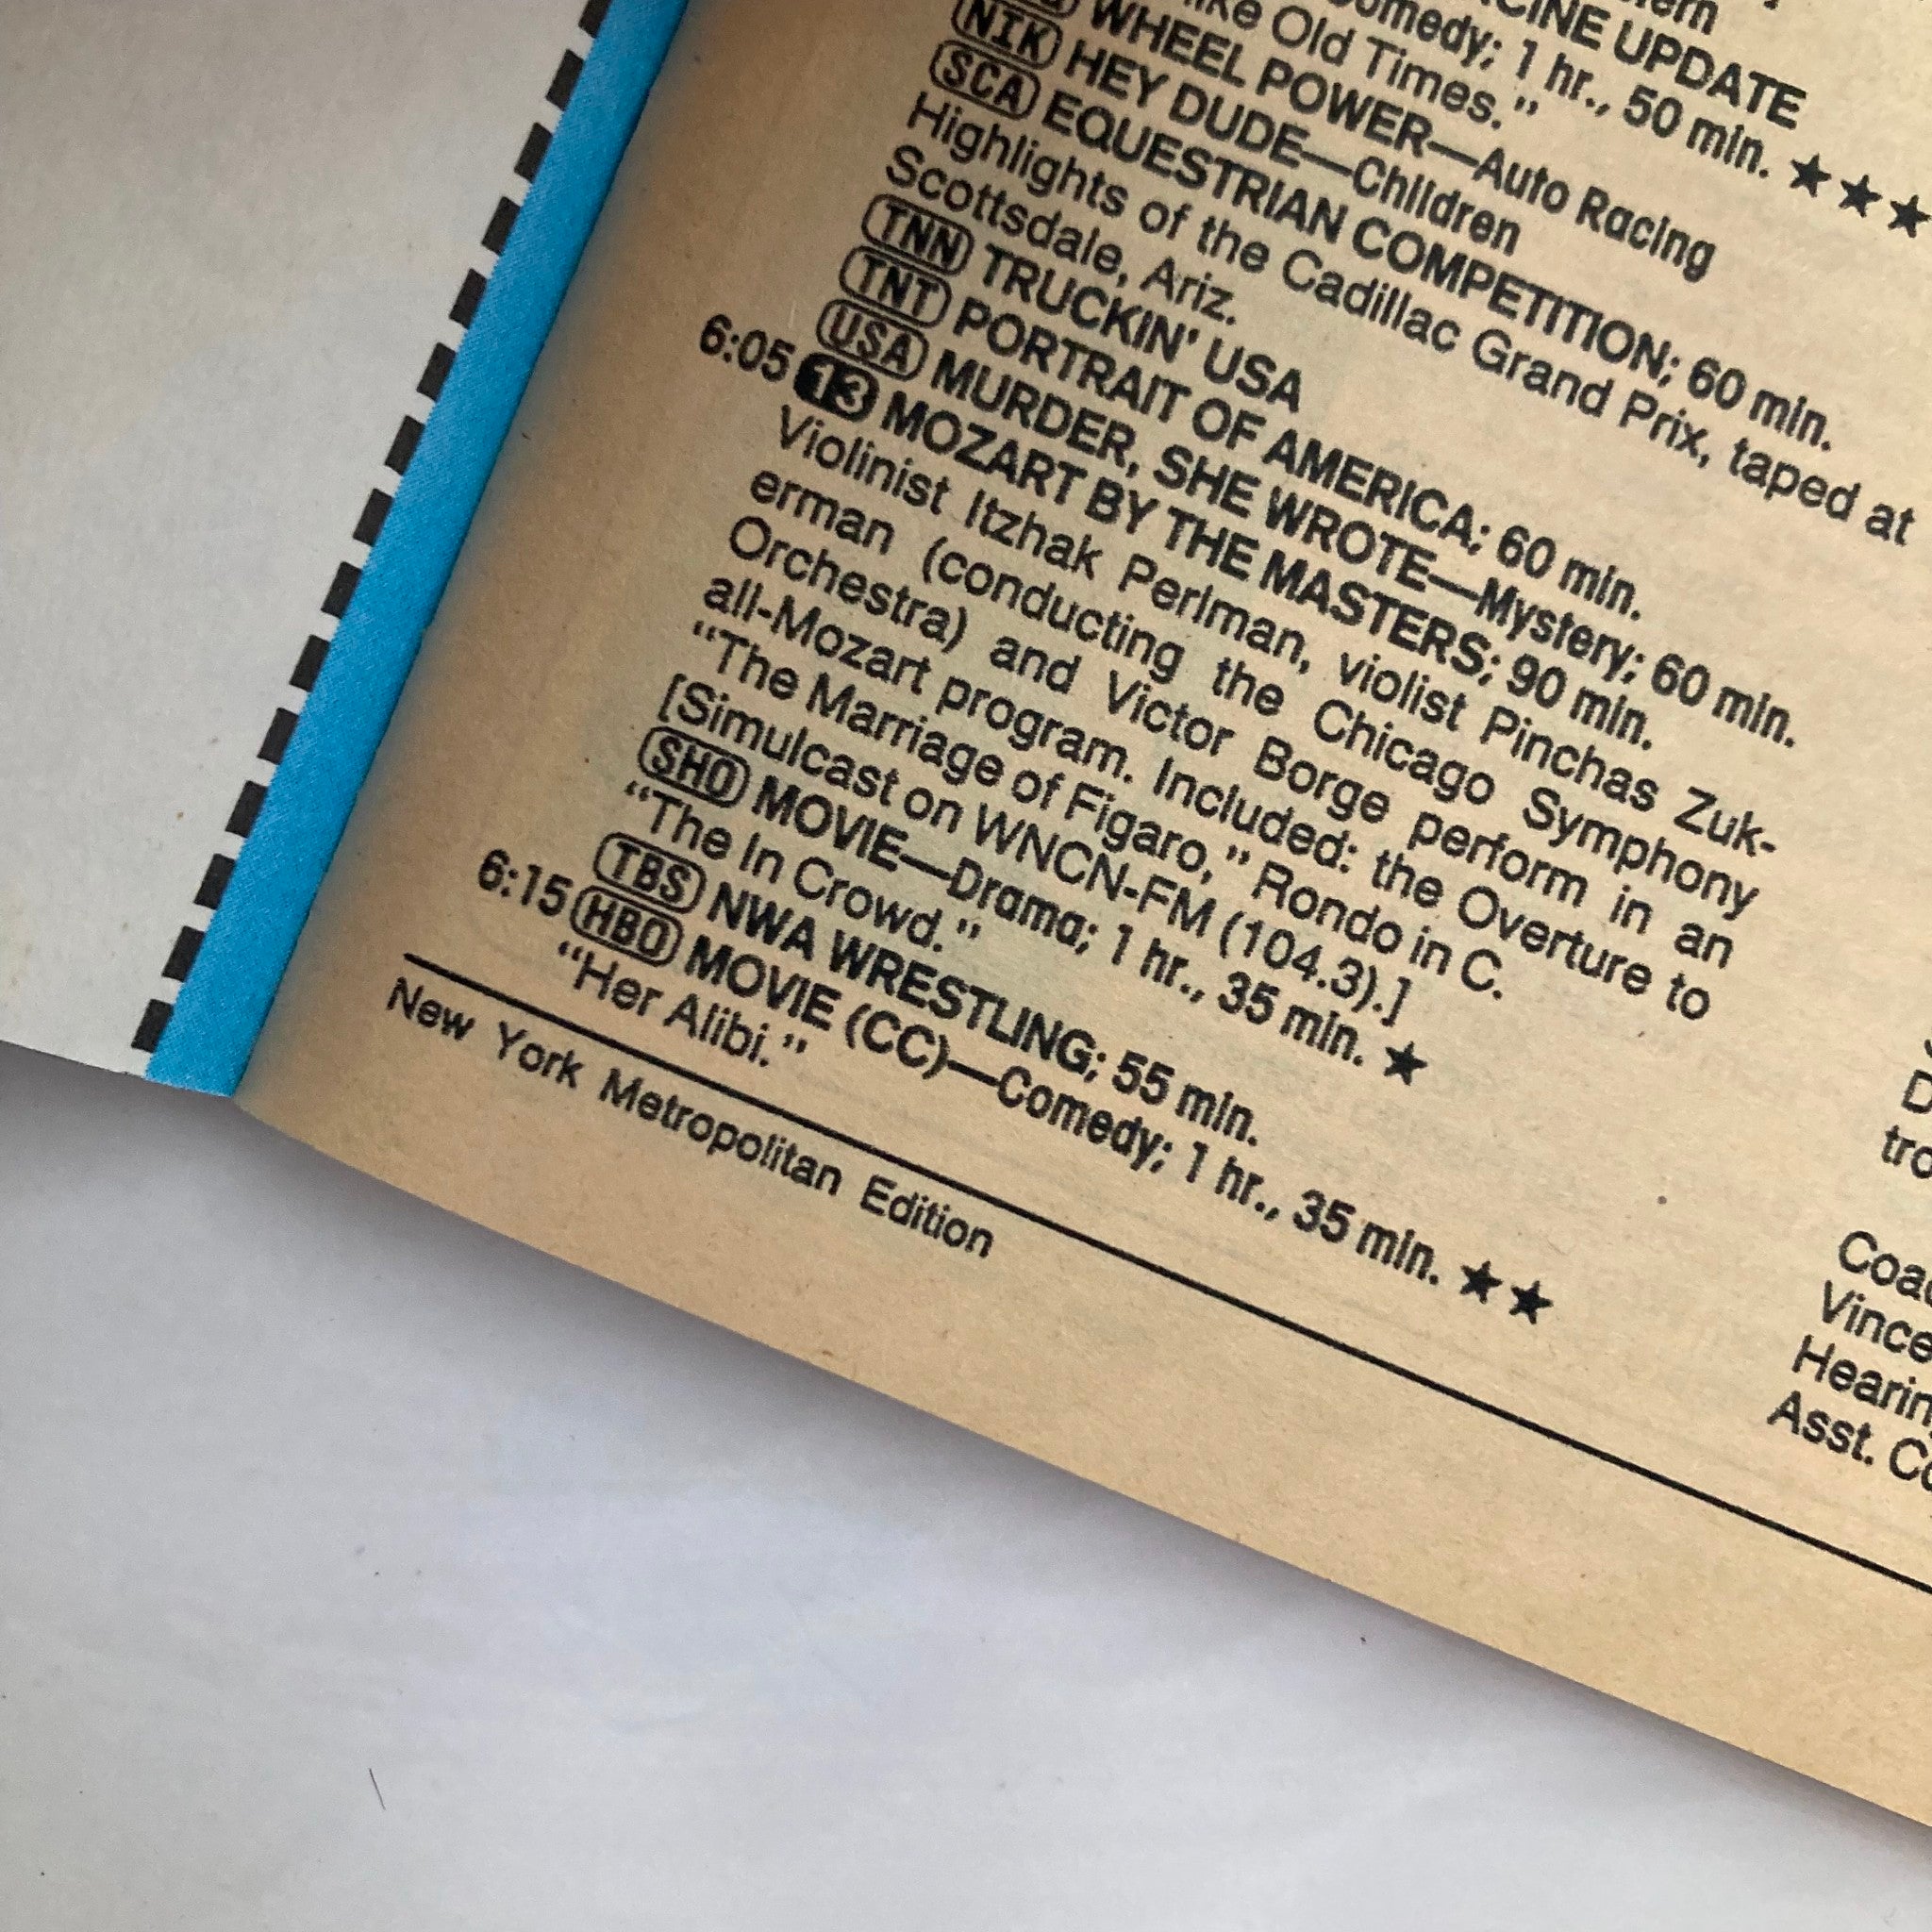 CINE UPDATE
Comedy; 1 hr., 50 min. ★★★
like Old Times."
WHEEL POWER—Auto Racing
NIK HEY DUDE—Children
SCA EQUESTRIAN COMPETITION; 60 min.
Highlights of the Cadillac Grand Prix, taped at
Scottsdale, Ariz.
TNN TRUCKIN' USA
TNT PORTRAIT OF AMERICA; 60 min.
USA MURDER, SHE WROTE—Mystery; 60 min.
6:05 13 MOZART BY THE MASTERS; 90 min.
Violinist Itzhak Perlman, violist Pinchas Zuk-
erman (conducting the Chicago Symphony
Orchestra) and Victor Borge perform in an
all-Mozart program. Included: the Overture to
"The Marriage of Figaro," Rondo in C.
[Simulcast on WNCN-FM (104.3).]
SHO MOVIE—Drama; 1 hr., 35 min. ★
"The In Crowd."
TBS NWA WRESTLING; 55 min.
6:15 HBO MOVIE (CC)—Comedy; 1 hr., 35 min. ★★
"Her Alibi."
New York Metropolitan Edition
Vince
Asst.